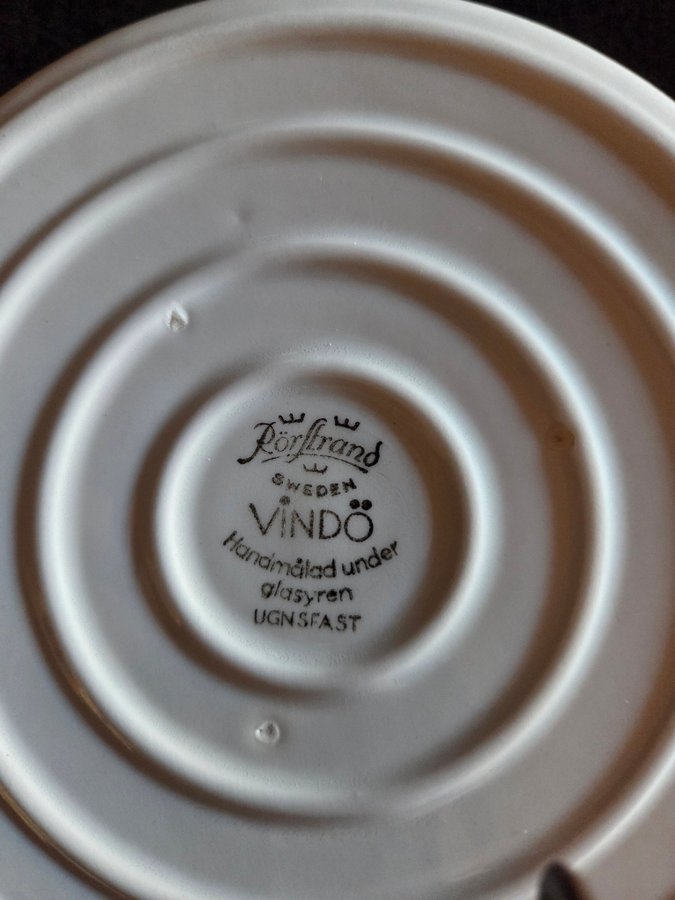 Rörstrand
SWEDEN
VINDÖ
Handmålad under
glasyren
UGNSFAST